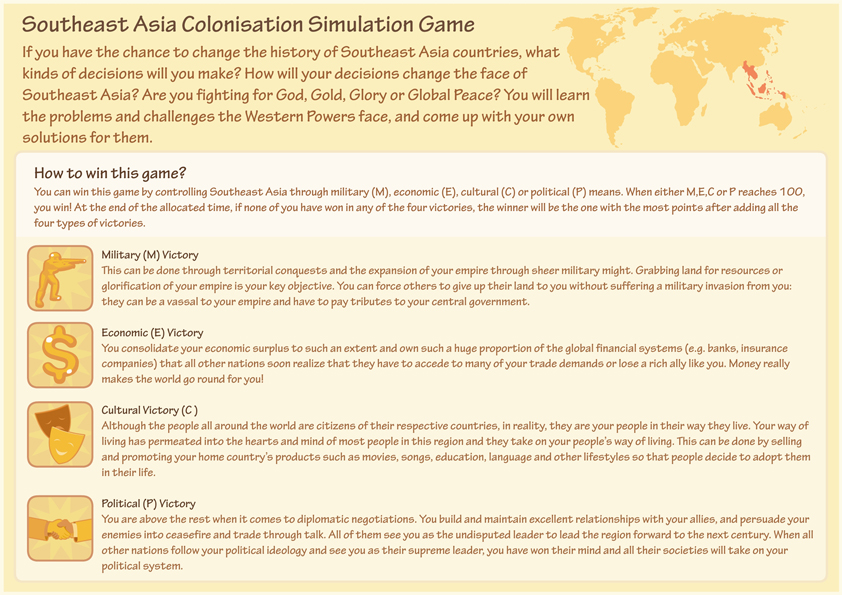 Southeast Asia Colonisation Simulation Game
If you have the chance to change the history of Southeast Asia countries, what
kinds of decisions will you make? How will your decisions change the face of
Southeast Asia? Are you fighting for God, Gold, Glory or Global Peace? You will learn
the problems and challenges the Western Powers face, and come up with your own
solutions for them.
How to win this game?
You can win this game by controlling Southeast Asia through military (M), economic (E), cultural (C) or political (P) means. When either M,E,C or P reaches 100,
you win! At the end of the allocated time, if none of you have won in any of the four victories, the winner will be the one with the most points after adding all the
four types of victories.
Military (M) Victory
This can be done through territorial conquests and the expansion of your empire through sheer military might. Grabbing land for resources or
glorification of your empire is your key objective. You can force others to give up their land to you without suffering a military invasion from you:
they can be a vassal to your empire and have to pay tributes to your central government.
Economic (E) Victory
You consolidate your economic surplus to such an extent and own such a huge proportion of the global financial systems (e.g. banks, insurance
companies) that all other nations soon realize that they have to accede to many of your trade demands or lose a rich ally like you. Money really
makes the world go round for you!
Cultural Victory (C )
Although the people all around the world are citizens of their respective countries, in reality, they are your people in their way they live. Your way of
living has permeated into the hearts and mind of most people in this region and they take on your people's way of living. This can be done by selling
and promoting your home country's products such as movies, songs, education, language and other lifestyles so that people decide to adopt them
in their life.
Political (P) Victory
You are above the rest when it comes to diplomatic negotiations. You build and maintain excellent relationships with your allies, and persuade your
enemies into ceasefire and trade through talk. All of them see you as the undisputed leader to lead the region forward to the next century. When all
other nations follow your political ideology and see you as their supreme leader, you have won their mind and all their societies will take on your
political system.